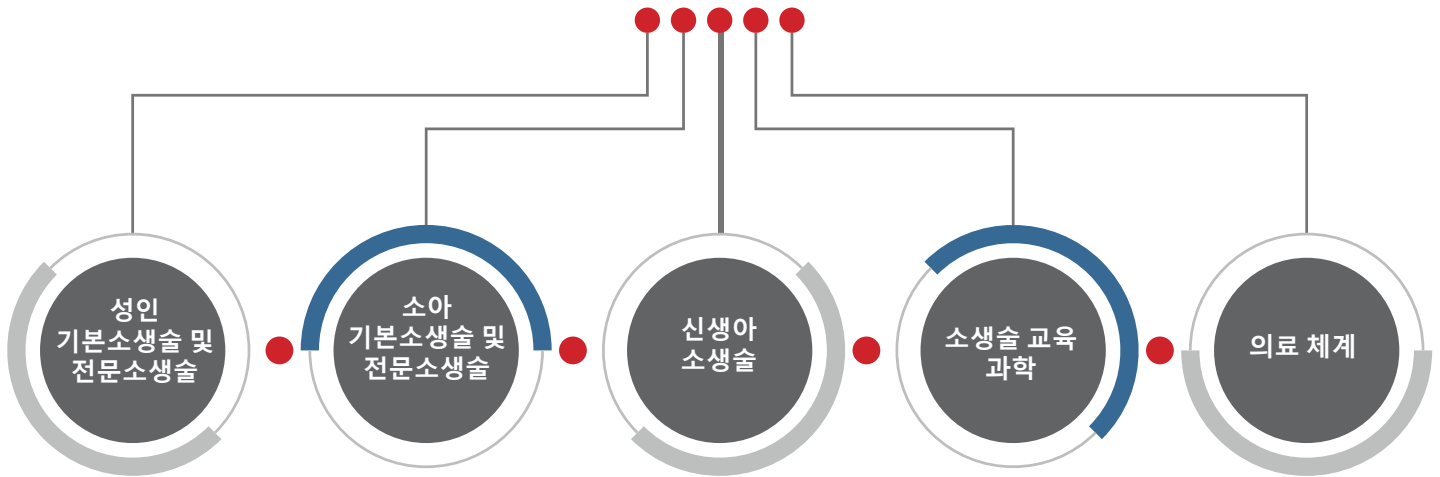 성인
기본소생술 및
전문소생술
소아
기본소생술 및
전문소생술
신생아
소생술
소생술 교육
과학
의료 체계